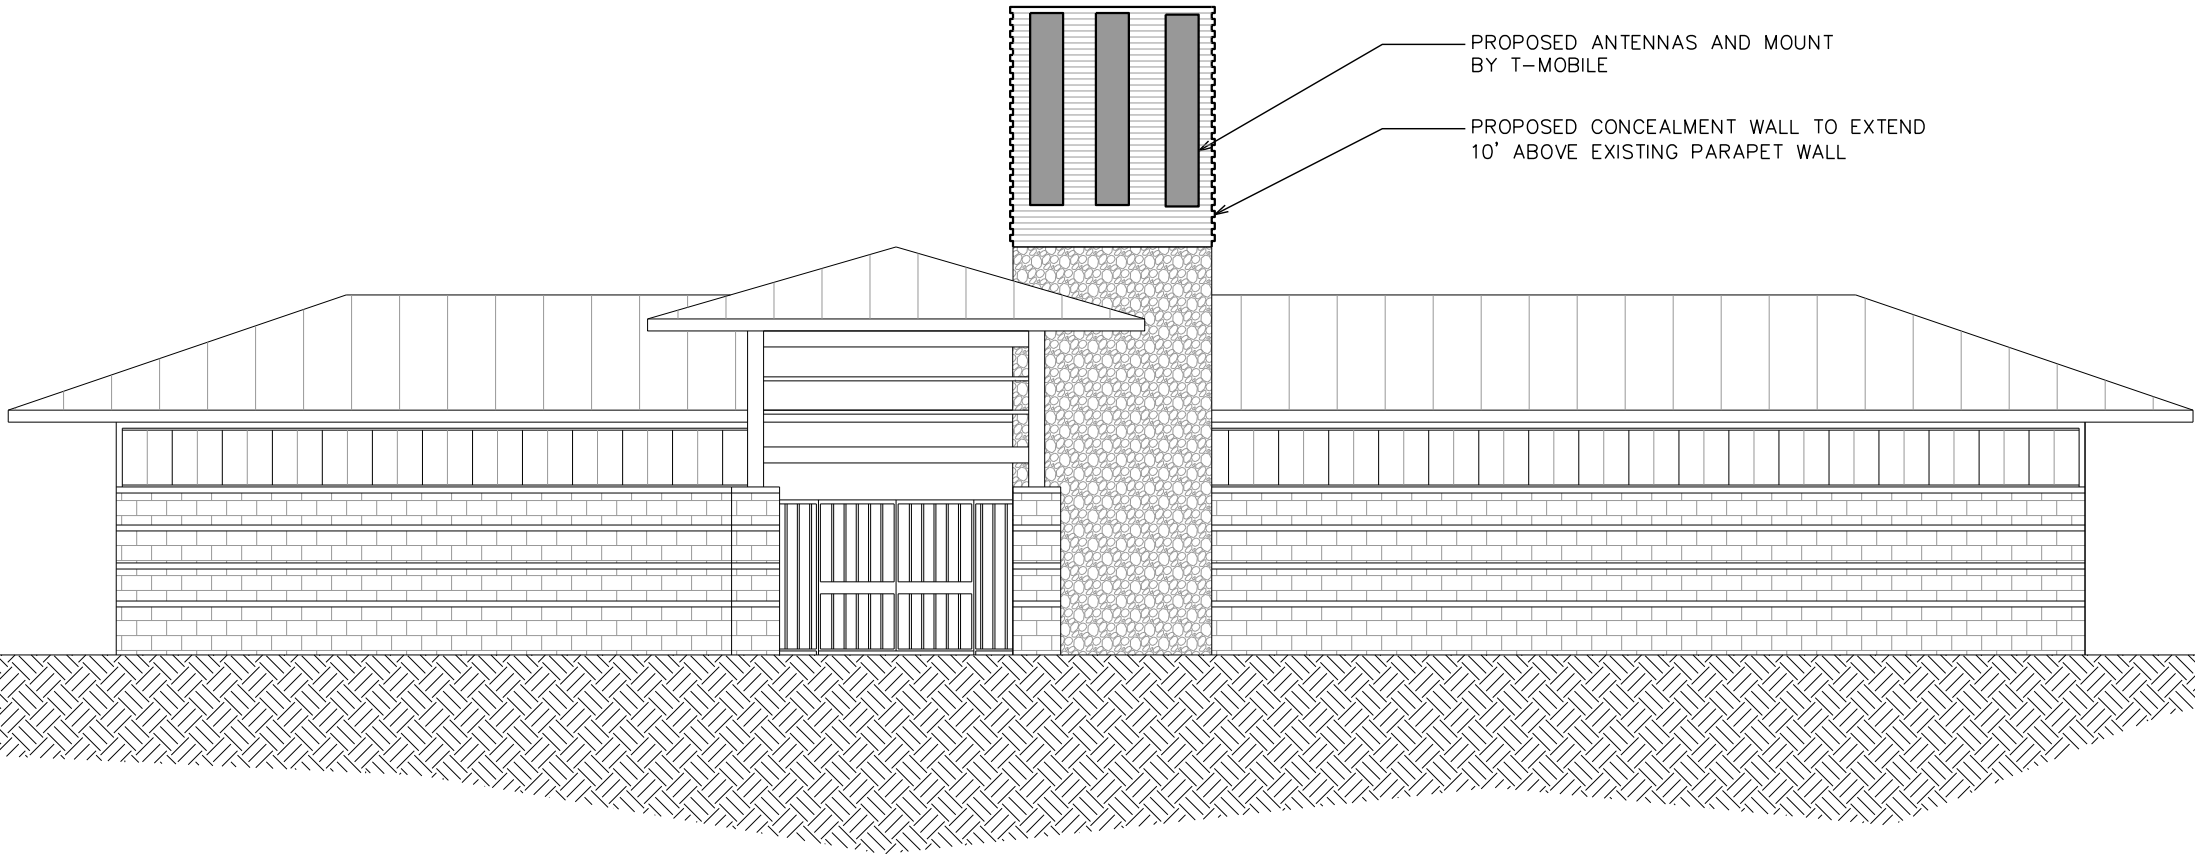 PROPOSED ANTENNAS AND MOUNT
BY T-MOBILE
PROPOSED CONCEALMENT WALL TO EXTEND
10' ABOVE EXISTING PARAPET WALL